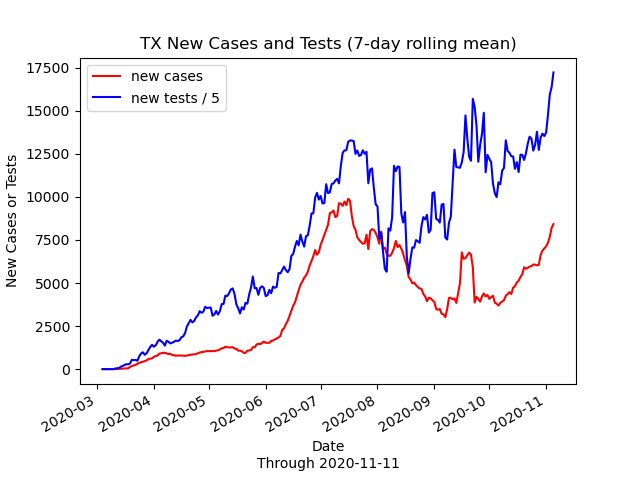 TX New Cases and Tests (7-day rolling mean)
new cases
new tests / 5
New Cases or Tests
17500
15000
12500
10000
7500
5000
2500
0
2020-03
2020-04
2020-05
2020-06
2020-07
2020-08
2020-09
2020-10
2020-11
Date
Through 2020-11-11